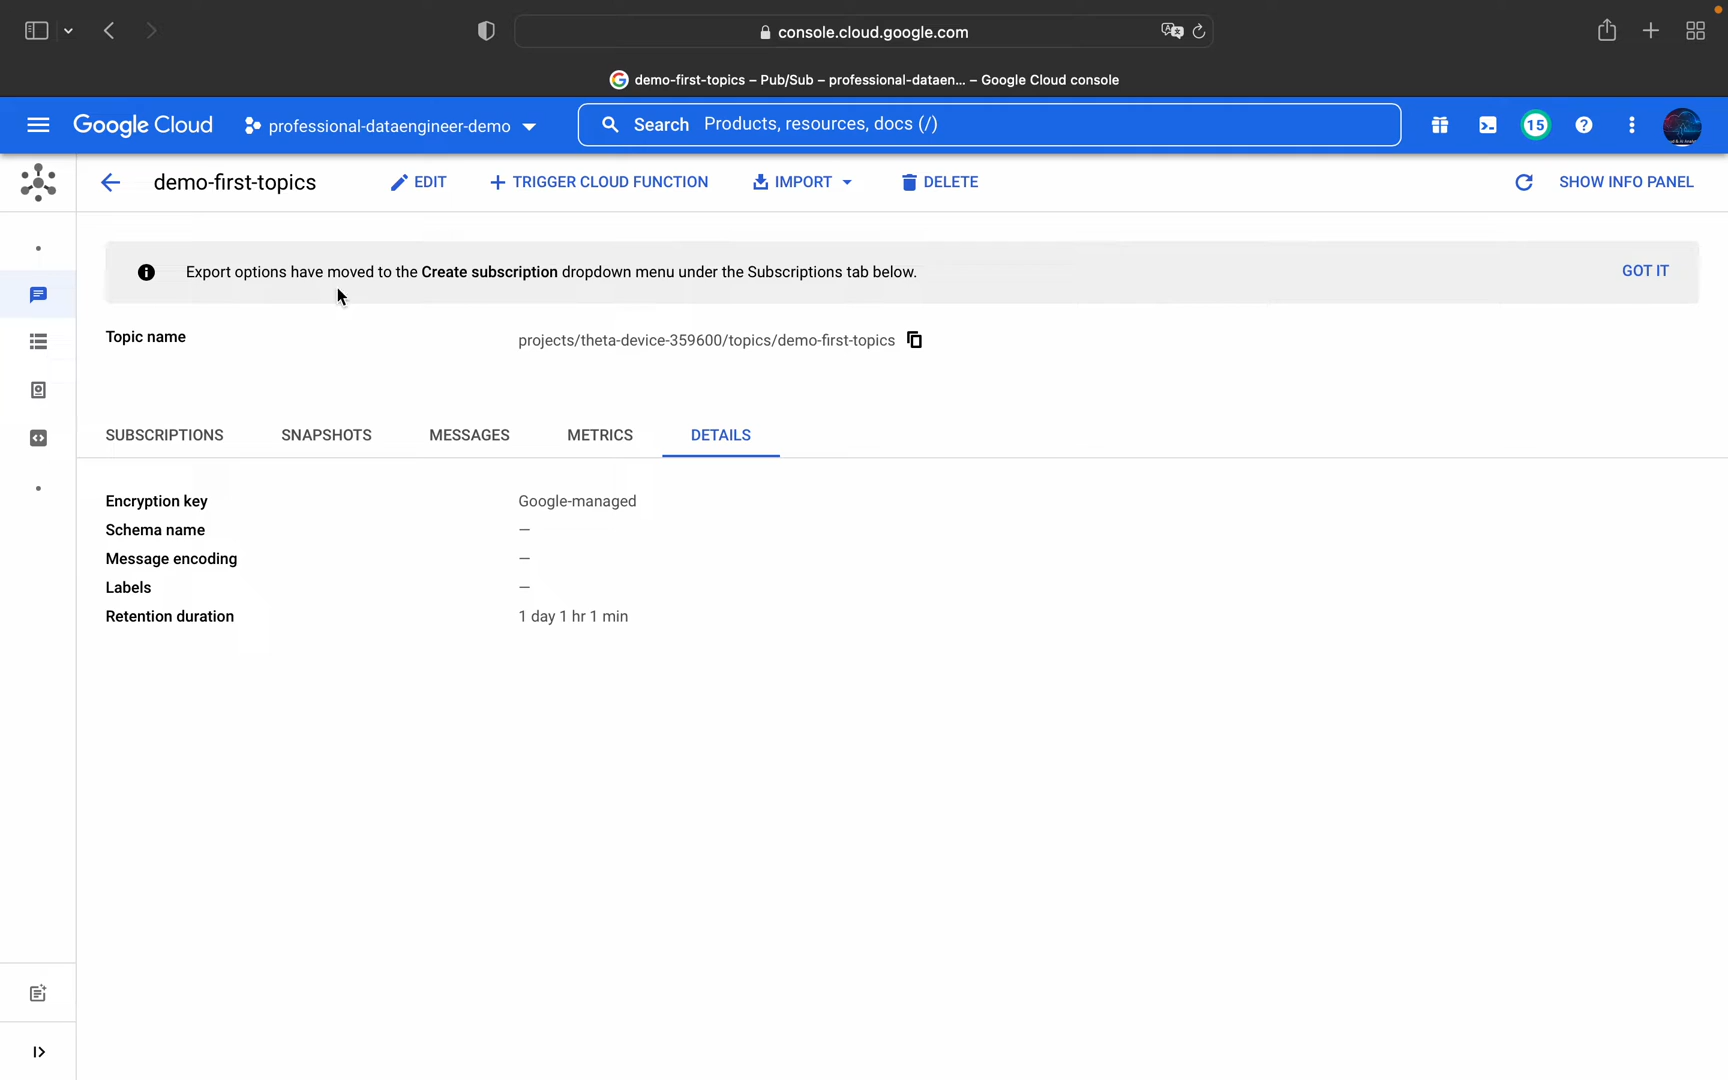 console.cloud.google.com
demo-first-topics – Pub/Sub – professional-dataen... – Google Cloud console
Google Cloud
professional-dataengineer-demo
Search Products, resources, docs (/)
15
demo-first-topics
EDIT
TRIGGER CLOUD FUNCTION
IMPORT
DELETE
SHOW INFO PANEL
Export options have moved to the Create subscription dropdown menu under the Subscriptions tab below.
GOT IT
Topic name
projects/theta-device-359600/topics/demo-first-topics
SUBSCRIPTIONS
SNAPSHOTS
MESSAGES
METRICS
DETAILS
Encryption key
Google-managed
Schema name
–
Message encoding
–
Labels
–
Retention duration
1 day 1 hr 1 min